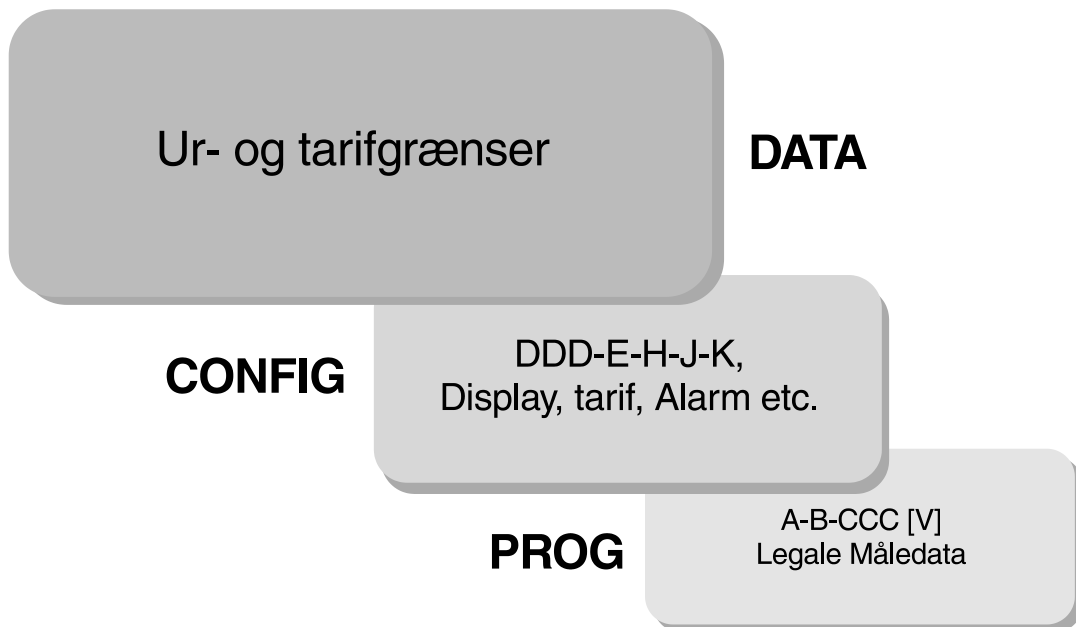 Ur- og tarifgrænser
DATA
CONFIG
DDD-E-H-J-K,
Display, tarif, Alarm etc.
PROG
A-B-CCC [V]
Legale Måledata